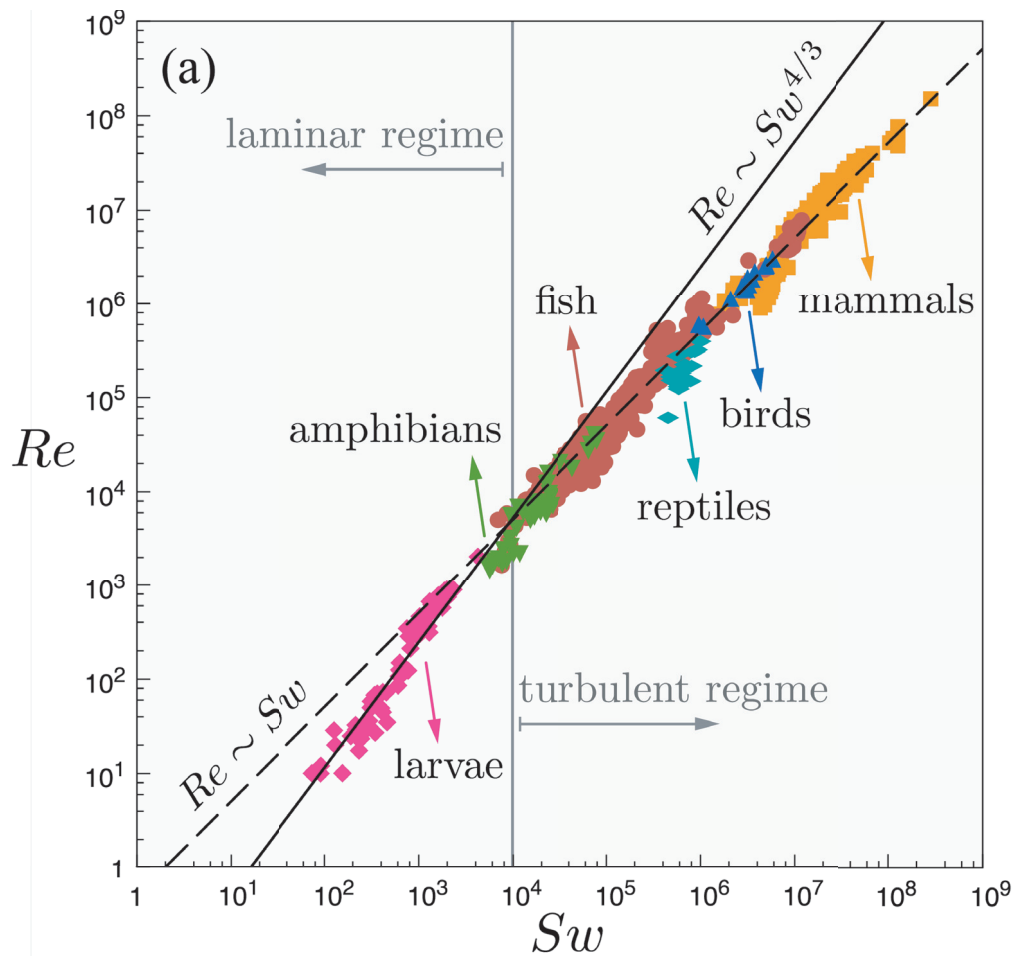 (a)
laminar regime
Re ~ Sw^{4/3}
fish
mammals
amphibians
birds
reptiles
turbulent regime
Re ~ Sw
larvae
Re
10^9
10^8
10^7
10^6
10^5
10^4
10^3
10^2
10^1
1
1 10^1 10^2 10^3 10^4 10^5 10^6 10^7 10^8 10^9
Sw